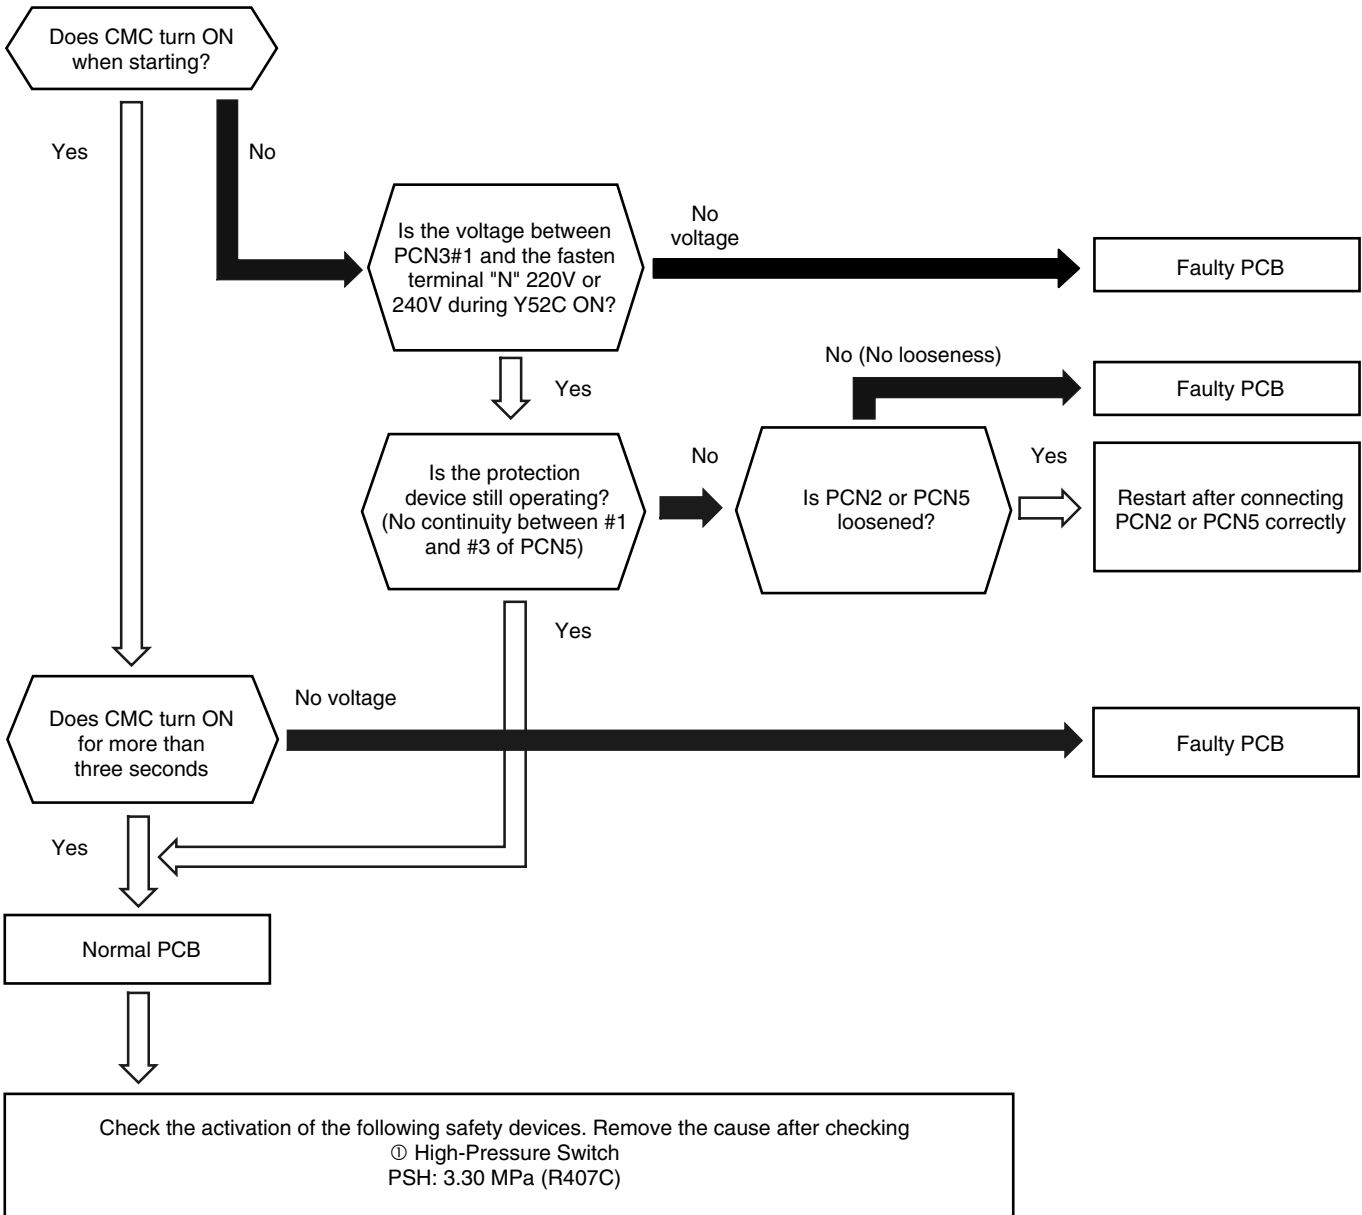 Does CMC turn ON
when starting?
Yes
No
Is the voltage between
PCN3#1 and the fasten
terminal "N" 220V or
240V during Y52C ON?
No
voltage
Faulty PCB
Yes
No (No looseness)
Faulty PCB
Is the protection
device still operating?
(No continuity between #1
and #3 of PCN5)
No
Is PCN2 or PCN5
loosened?
Yes
Restart after connecting
PCN2 or PCN5 correctly
Yes
Does CMC turn ON
for more than
three seconds
No voltage
Faulty PCB
Yes
Normal PCB
Check the activation of the following safety devices. Remove the cause after checking
① High-Pressure Switch
PSH: 3.30 MPa (R407C)